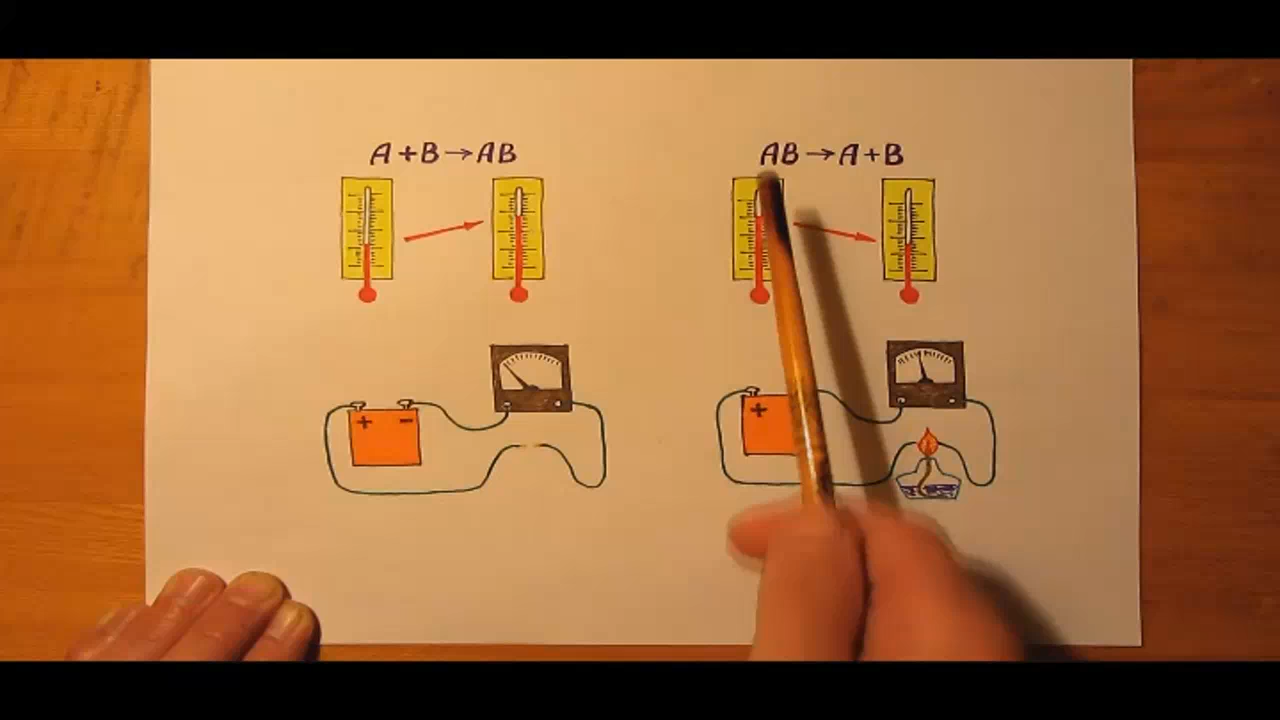 A + B → AB
AB → A + B
+ −
+